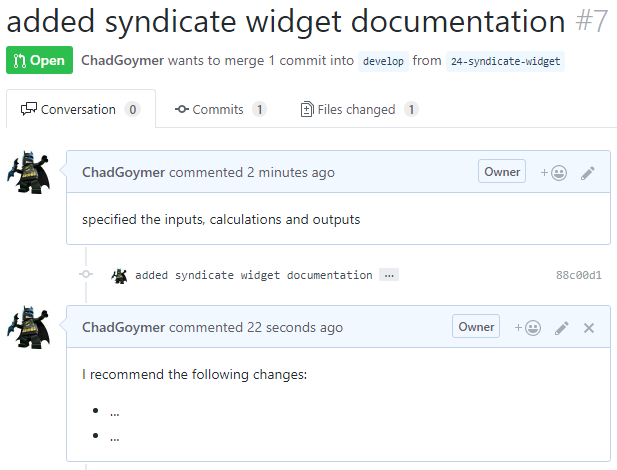 added syndicate widget documentation #7
Open ChadGoymer wants to merge 1 commit into develop from 24-syndicate-widget
Conversation 0 Commits 1 Files changed 1
ChadGoymer commented 2 minutes ago Owner +
specified the inputs, calculations and outputs
added syndicate widget documentation … 88c00d1
ChadGoymer commented 22 seconds ago Owner +
I recommend the following changes:
• ...
• ...